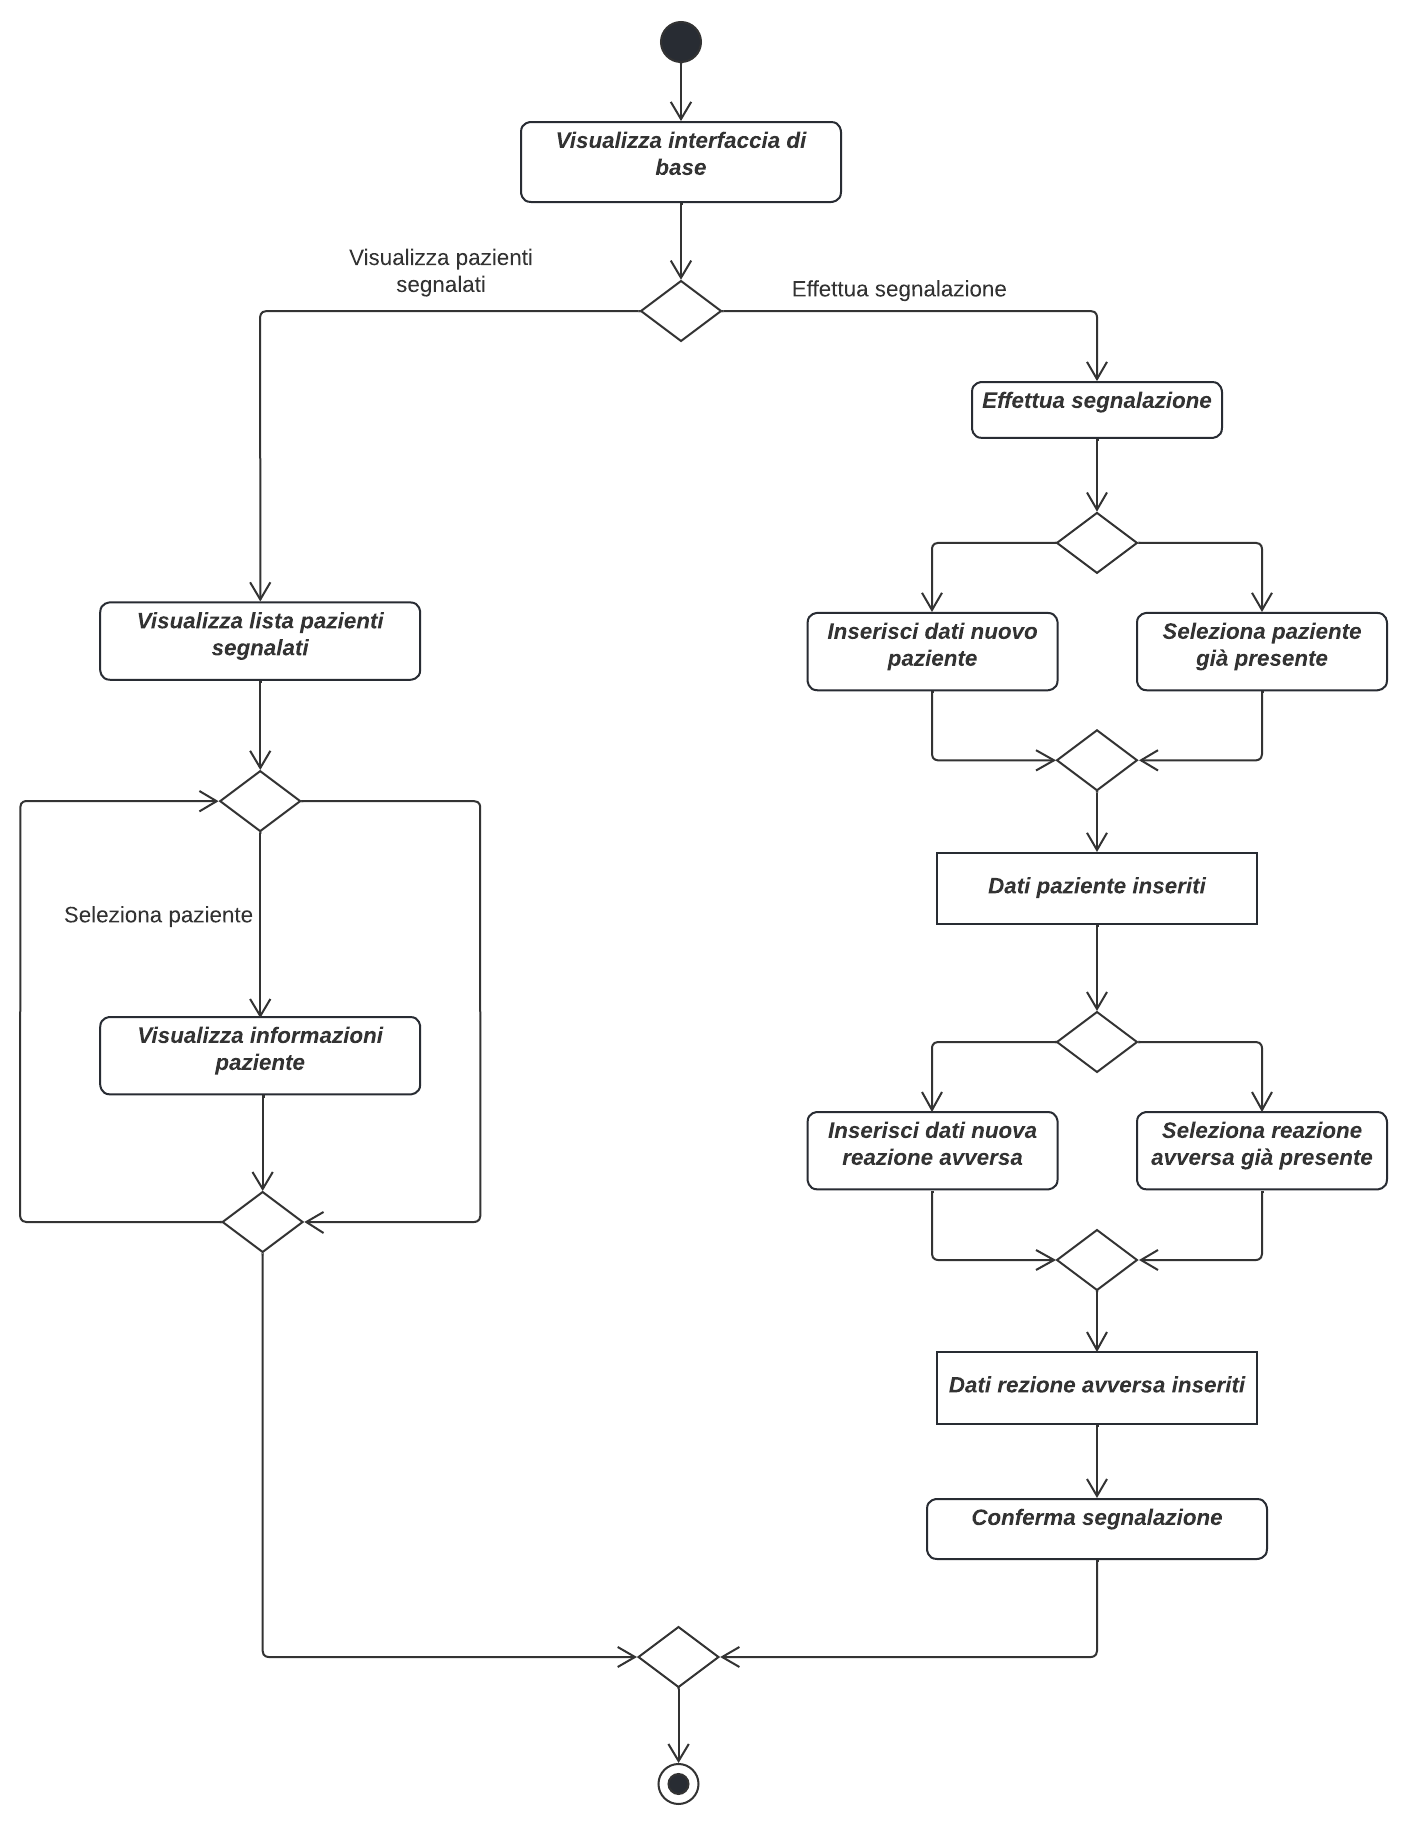 Visualizza interfaccia di
base
Visualizza pazienti
segnalati
Effettua segnalazione
Effettua segnalazione
Visualizza lista pazienti
segnalati
Inserisci dati nuovo
paziente
Seleziona paziente
già presente
Dati paziente inseriti
Seleziona paziente
Visualizza informazioni
paziente
Inserisci dati nuova
reazione avversa
Seleziona reazione
avversa già presente
Dati rezione avversa inseriti
Conferma segnalazione